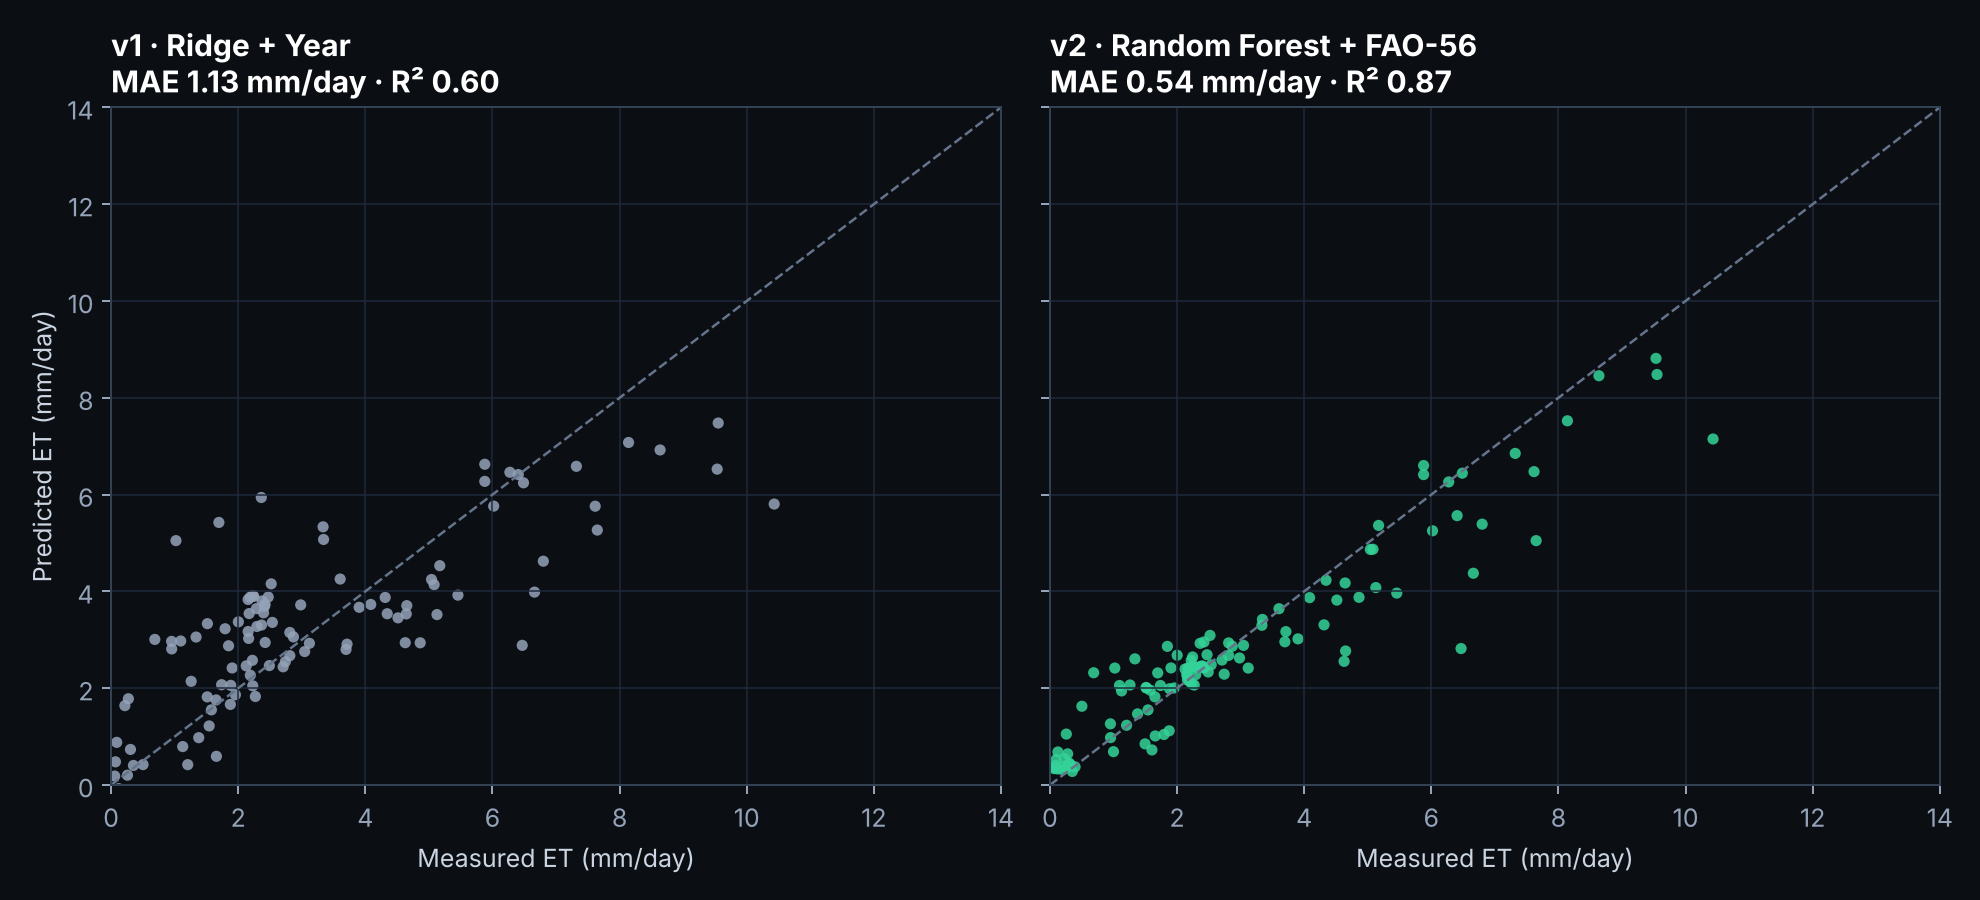 v1 · Ridge + Year
MAE 1.13 mm/day · R² 0.60
v2 · Random Forest + FAO-56
MAE 0.54 mm/day · R² 0.87
Predicted ET (mm/day)
14
12
10
8
6
4
2
0
0 2 4 6 8 10 12 14
0 2 4 6 8 10 12 14
Measured ET (mm/day)
Measured ET (mm/day)